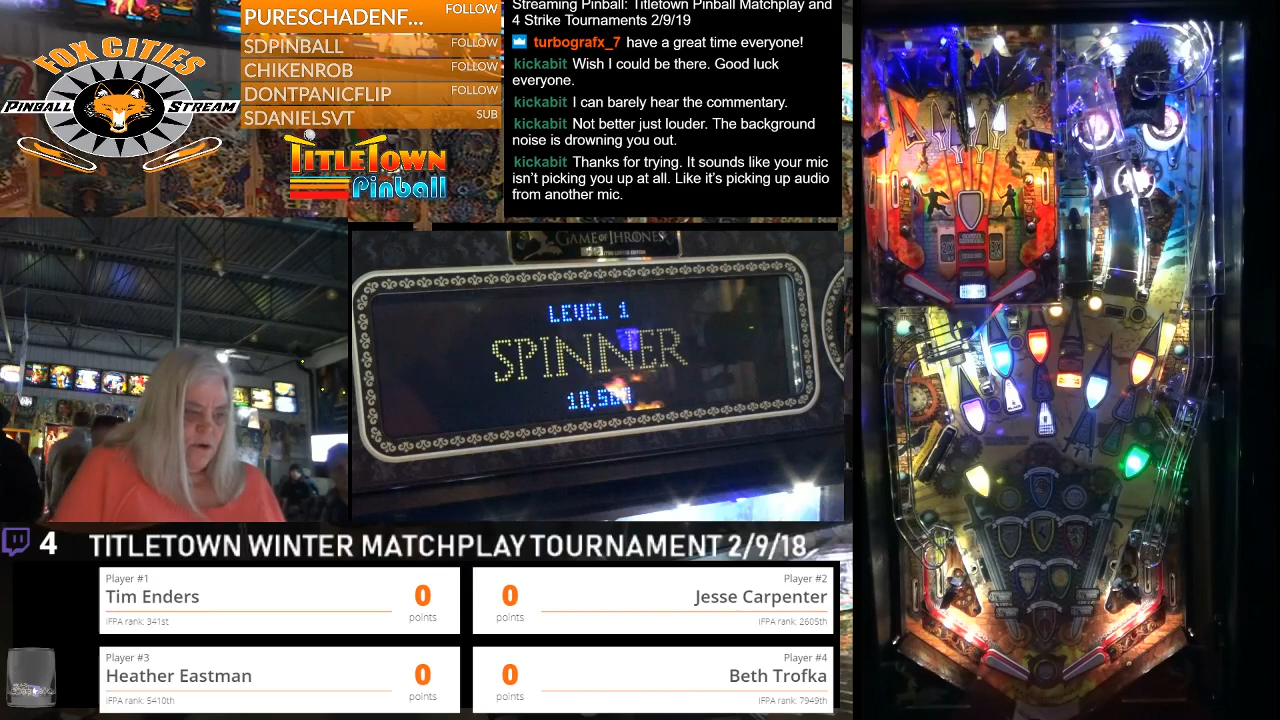 FOX CITIES
PINBALL STREAM
PURESCHADENF... FOLLOW
SDPINBALL FOLLOW
CHIKENROB FOLLOW
DONTPANICFLIP FOLLOW
SDANIELSVT SUB
TITLETOWN
Pinball
Streaming Pinball: Titletown Pinball Matchplay and
4 Strike Tournaments 2/9/19
turbografx_7 have a great time everyone!
kickabit Wish I could be there. Good luck
everyone.
kickabit I can barely hear the commentary.
kickabit Not better just louder. The background
noise is drowning you out.
kickabit Thanks for trying. It sounds like your mic
isn't picking you up at all. Like it's picking up audio
from another mic.
GAME OF THRONES
LEVEL 1
SPINNER
4 TITLETOWN WINTER MATCHPLAY TOURNAMENT 2/9/18
Player #1
Tim Enders
IFPA rank: 341st
0
points
Player #2
Jesse Carpenter
IFPA rank: 2605th
0
points
Player #3
Heather Eastman
IFPA rank: 5410th
0
points
Player #4
Beth Trofka
IFPA rank: 7949th
0
points